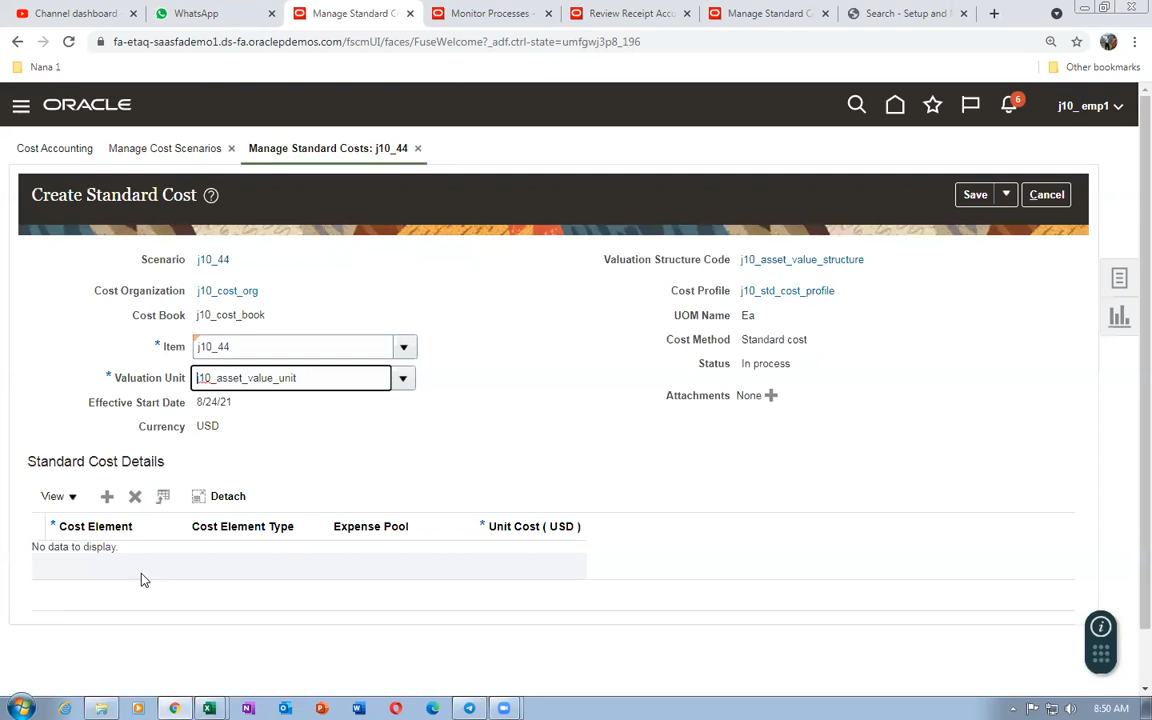 Channel dashboard
WhatsApp
Manage Standard C
Monitor Processes -
Review Receipt Acc
Manage Standard C
Search - Setup and
fa-etaq-saasfademo1.ds-fa.oraclepdemos.com/fscmUI/faces/FuseWelcome?_adf.ctrl-state=umfgwj3p8_196
Nana 1
Other bookmarks
ORACLE
6
j10_ emp1
Cost Accounting
Manage Cost Scenarios
Manage Standard Costs: j10_44
Create Standard Cost
Save
Cancel
Scenario j10_44
Valuation Structure Code j10_asset_value_structure
Cost Organization j10_cost_org
Cost Profile j10_std_cost_profile
Cost Book j10_cost_book
UOM Name Ea
* Item j10_44
Cost Method Standard cost
Status In process
* Valuation Unit j10_asset_value_unit
Effective Start Date 8/24/21
Attachments None
Currency USD
Standard Cost Details
View
Detach
* Cost Element Cost Element Type Expense Pool * Unit Cost ( USD )
No data to display.
8:50 AM